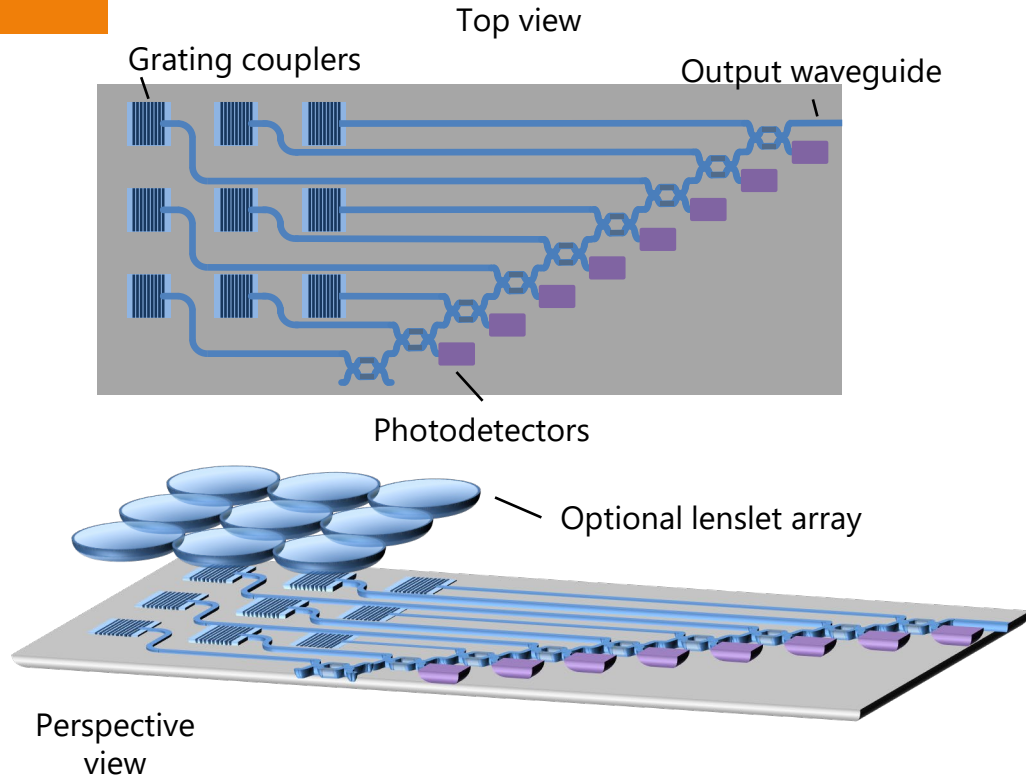 Top view
Grating couplers
Output waveguide
Photodetectors
Optional lenslet array
Perspective
view